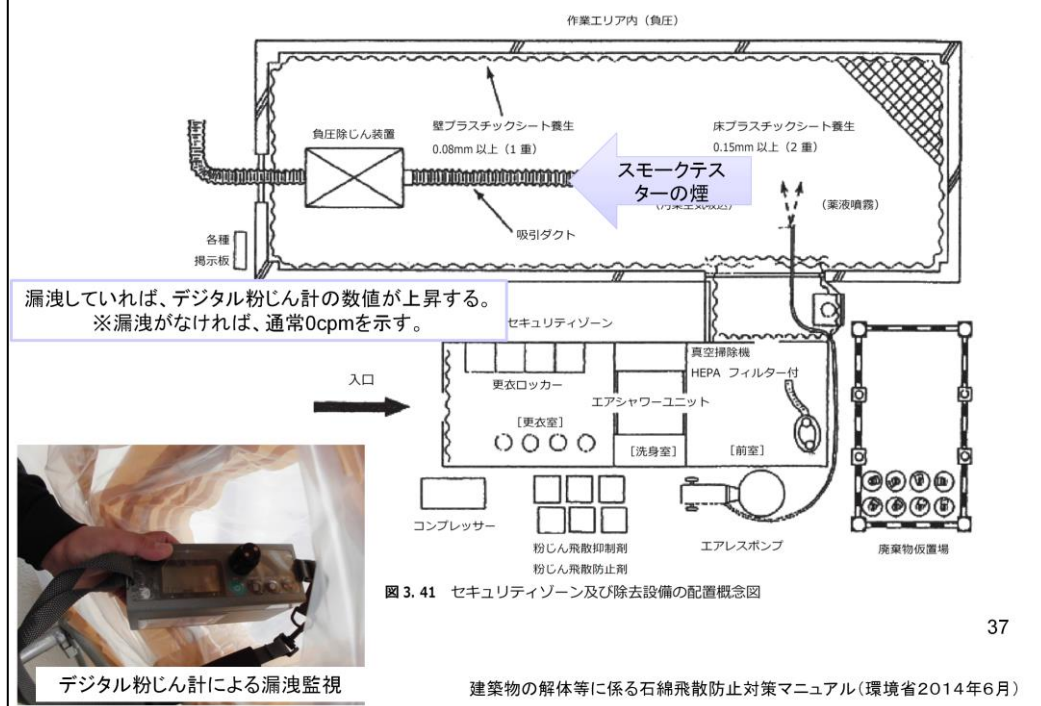 作業エリア内（負圧）
壁プラスチックシート養生
0.08mm 以上（1 重）
床プラスチックシート養生
0.15mm 以上（2 重）
負圧除じん装置
スモークテス
ターの煙
（薬液噴霧）
吸引ダクト
各種
掲示板
漏洩していれば、デジタル粉じん計の数値が上昇する。
※漏洩がなければ、通常0cpmを示す。
セキュリティゾーン
入口
更衣ロッカー
［更衣室］
エアシャワーユニット
［洗身室］
真空掃除機
HEPA フィルター付
［前室］
コンプレッサー
粉じん飛散抑制剤
粉じん飛散防止剤
エアレスポンプ
廃棄物仮置場
図 3. 41 セキュリティゾーン及び除去設備の配置概念図
37
デジタル粉じん計による漏洩監視
建築物の解体等に係る石綿飛散防止対策マニュアル（環境省2014年6月）